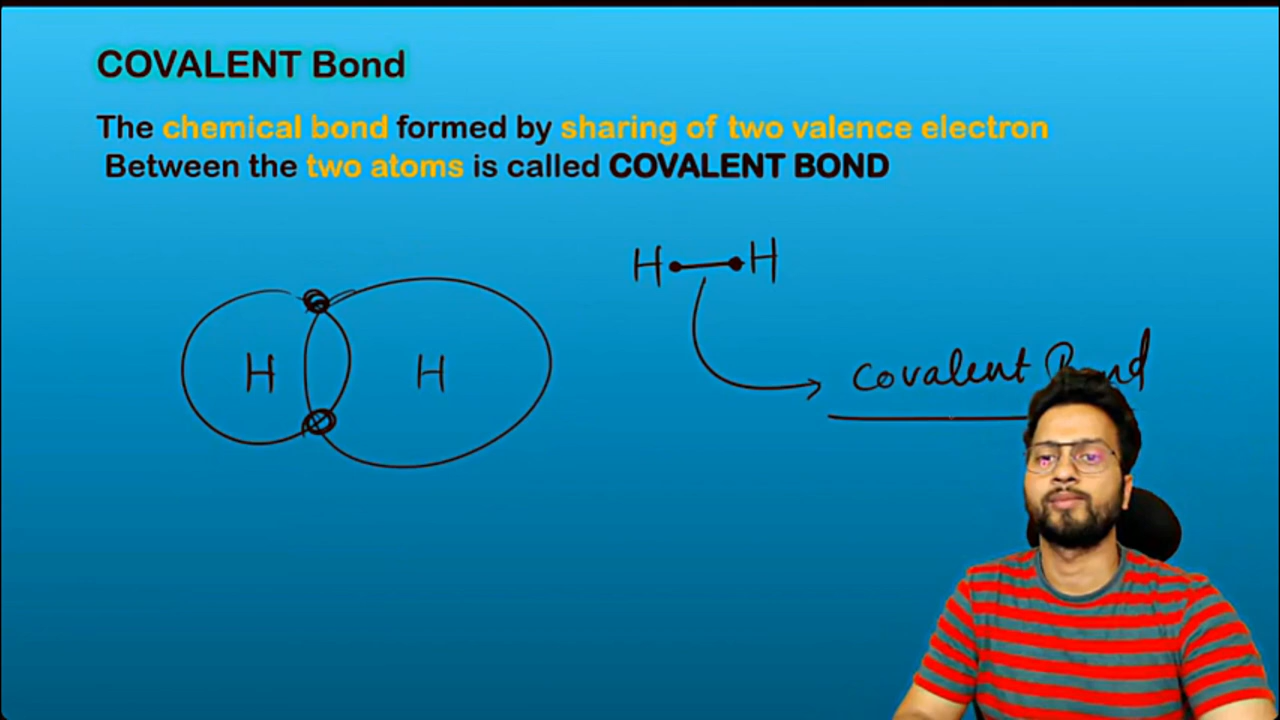 COVALENT Bond
The chemical bond formed by sharing of two valence electron
Between the two atoms is called COVALENT BOND
H—H
H H
covalent Bond